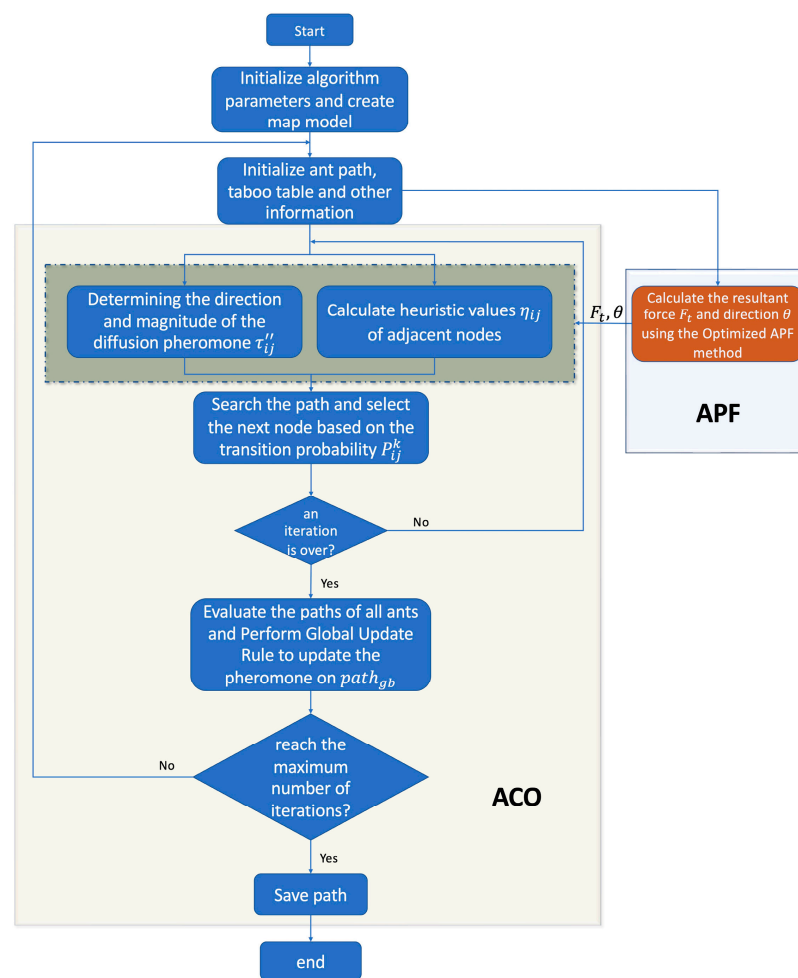 Start
Initialize algorithm
parameters and create
map model
Initialize ant path,
taboo table and other
information
Determining the direction
and magnitude of the
diffusion pheromone τ''ij
Calculate heuristic values ηij
of adjacent nodes
Ft, θ
Calculate the resultant
force Ft and direction θ
using the Optimized APF
method
APF
Search the path and select
the next node based on the
transition probability P^k_ij
an
iteration
is over?
No
Yes
Evaluate the paths of all ants
and Perform Global Update
Rule to update the
pheromone on path_gb
No
reach the
maximum
number of
iterations?
ACO
Yes
Save path
end